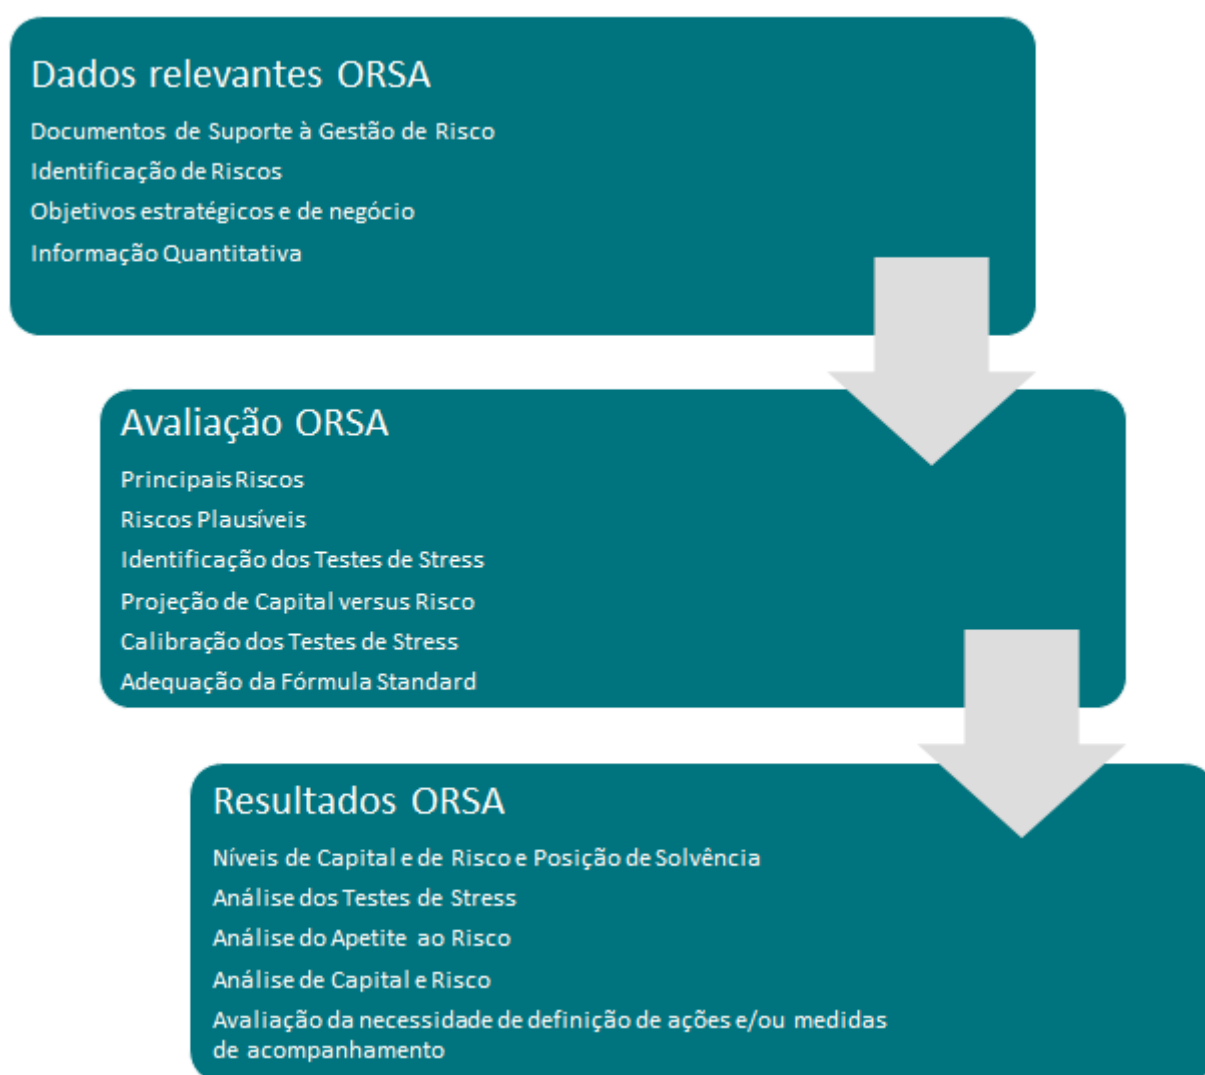 Dados relevantes ORSA
Documentos de Suporte à Gestão de Risco
Identificação de Riscos
Objetivos estratégicos e de negócio
Informação Quantitativa
Avaliação ORSA
Principais Riscos
Riscos Plausíveis
Identificação dos Testes de Stress
Projeção de Capital versus Risco
Calibração dos Testes de Stress
Adequação da Fórmula Standard
Resultados ORSA
Níveis de Capital e de Risco e Posição de Solvência
Análise dos Testes de Stress
Análise do Apetite ao Risco
Análise de Capital e Risco
Avaliação da necessidade de definição de ações e/ou medidas
de acompanhamento